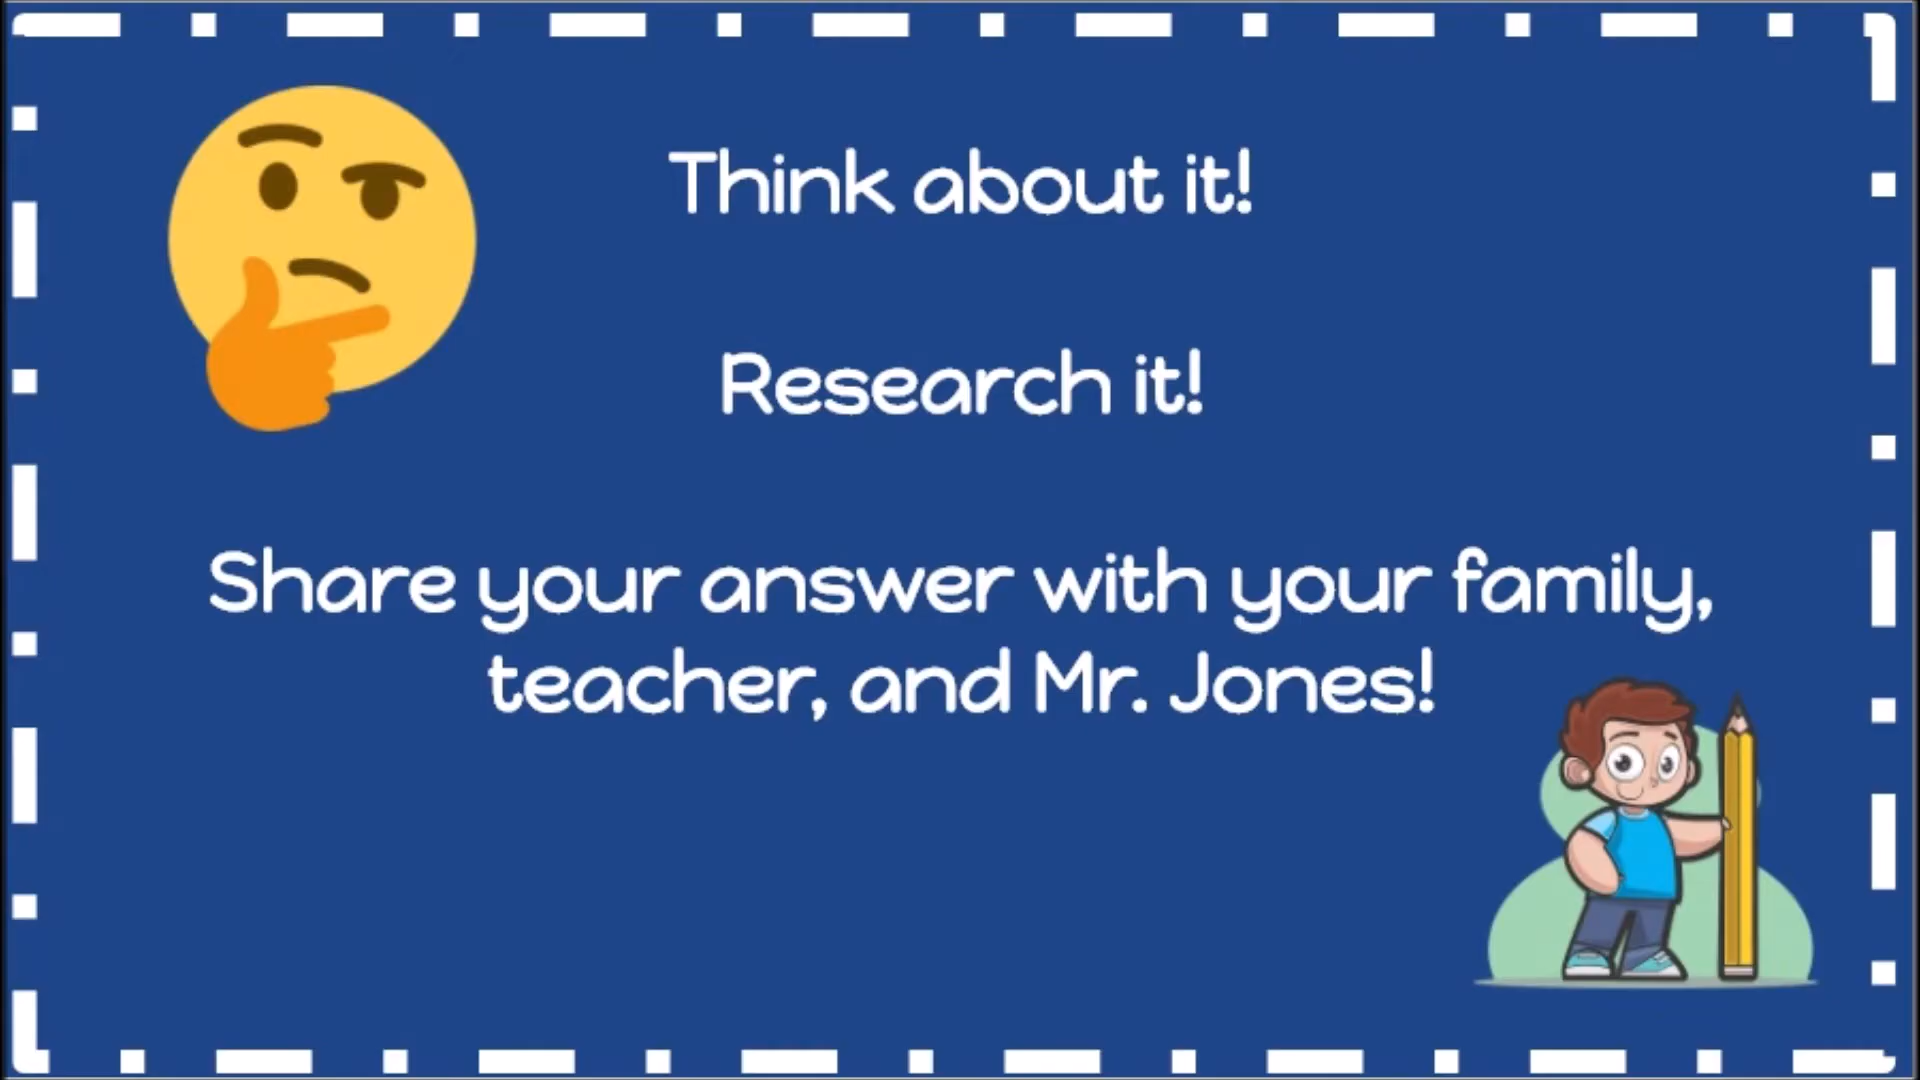 Think about it!
Research it!
Share your answer with your family,
teacher, and Mr. Jones!